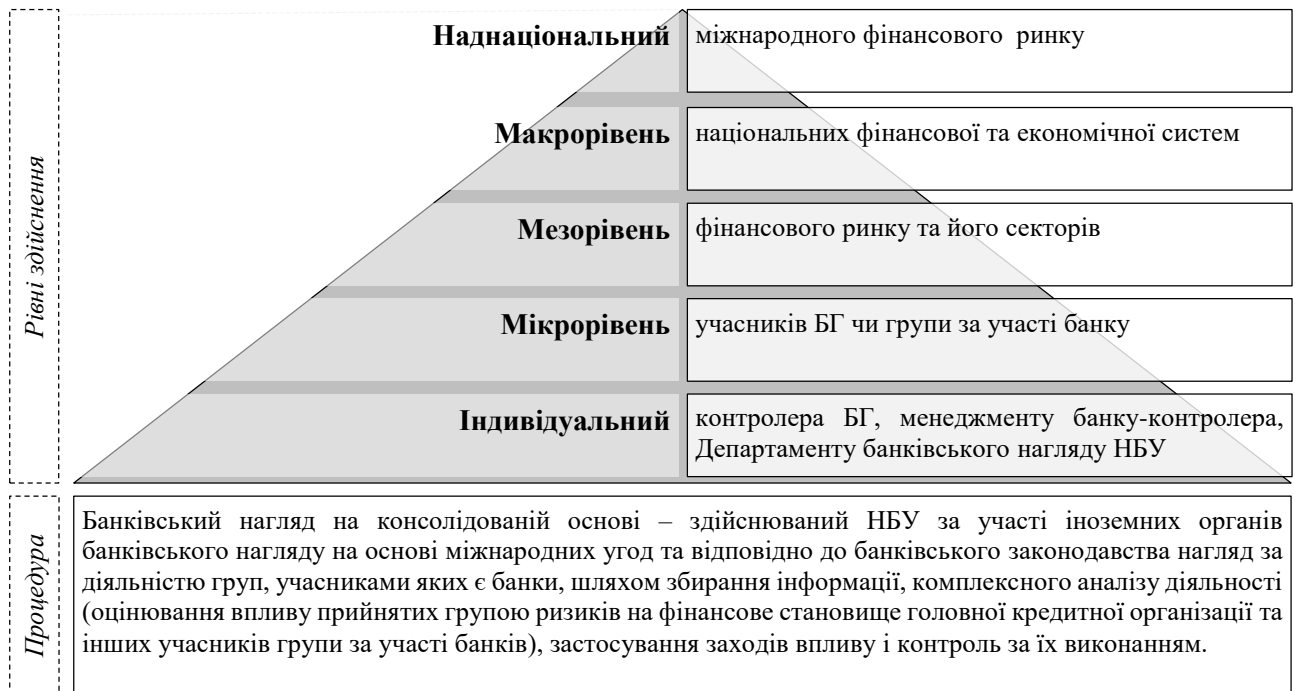 Рівні здійснення
Наднаціональний
міжнародного фінансового ринку
Макрорівень
національних фінансової та економічної систем
Мезорівень
фінансового ринку та його секторів
Мікрорівень
учасників БГ чи групи за участі банку
Індивідуальний
контролера БГ, менеджменту банку-контролера,
Департаменту банківського нагляду НБУ
Процедура
Банківський нагляд на консолідованій основі – здійснюваний НБУ за участі іноземних органів
банківського нагляду на основі міжнародних угод та відповідно до банківського законодавства нагляд за
діяльністю груп, учасниками яких є банки, шляхом збирання інформації, комплексного аналізу діяльності
(оцінювання впливу прийнятих групою ризиків на фінансове становище головної кредитної організації та
інших учасників групи за участі банків), застосування заходів впливу і контроль за їх виконанням.